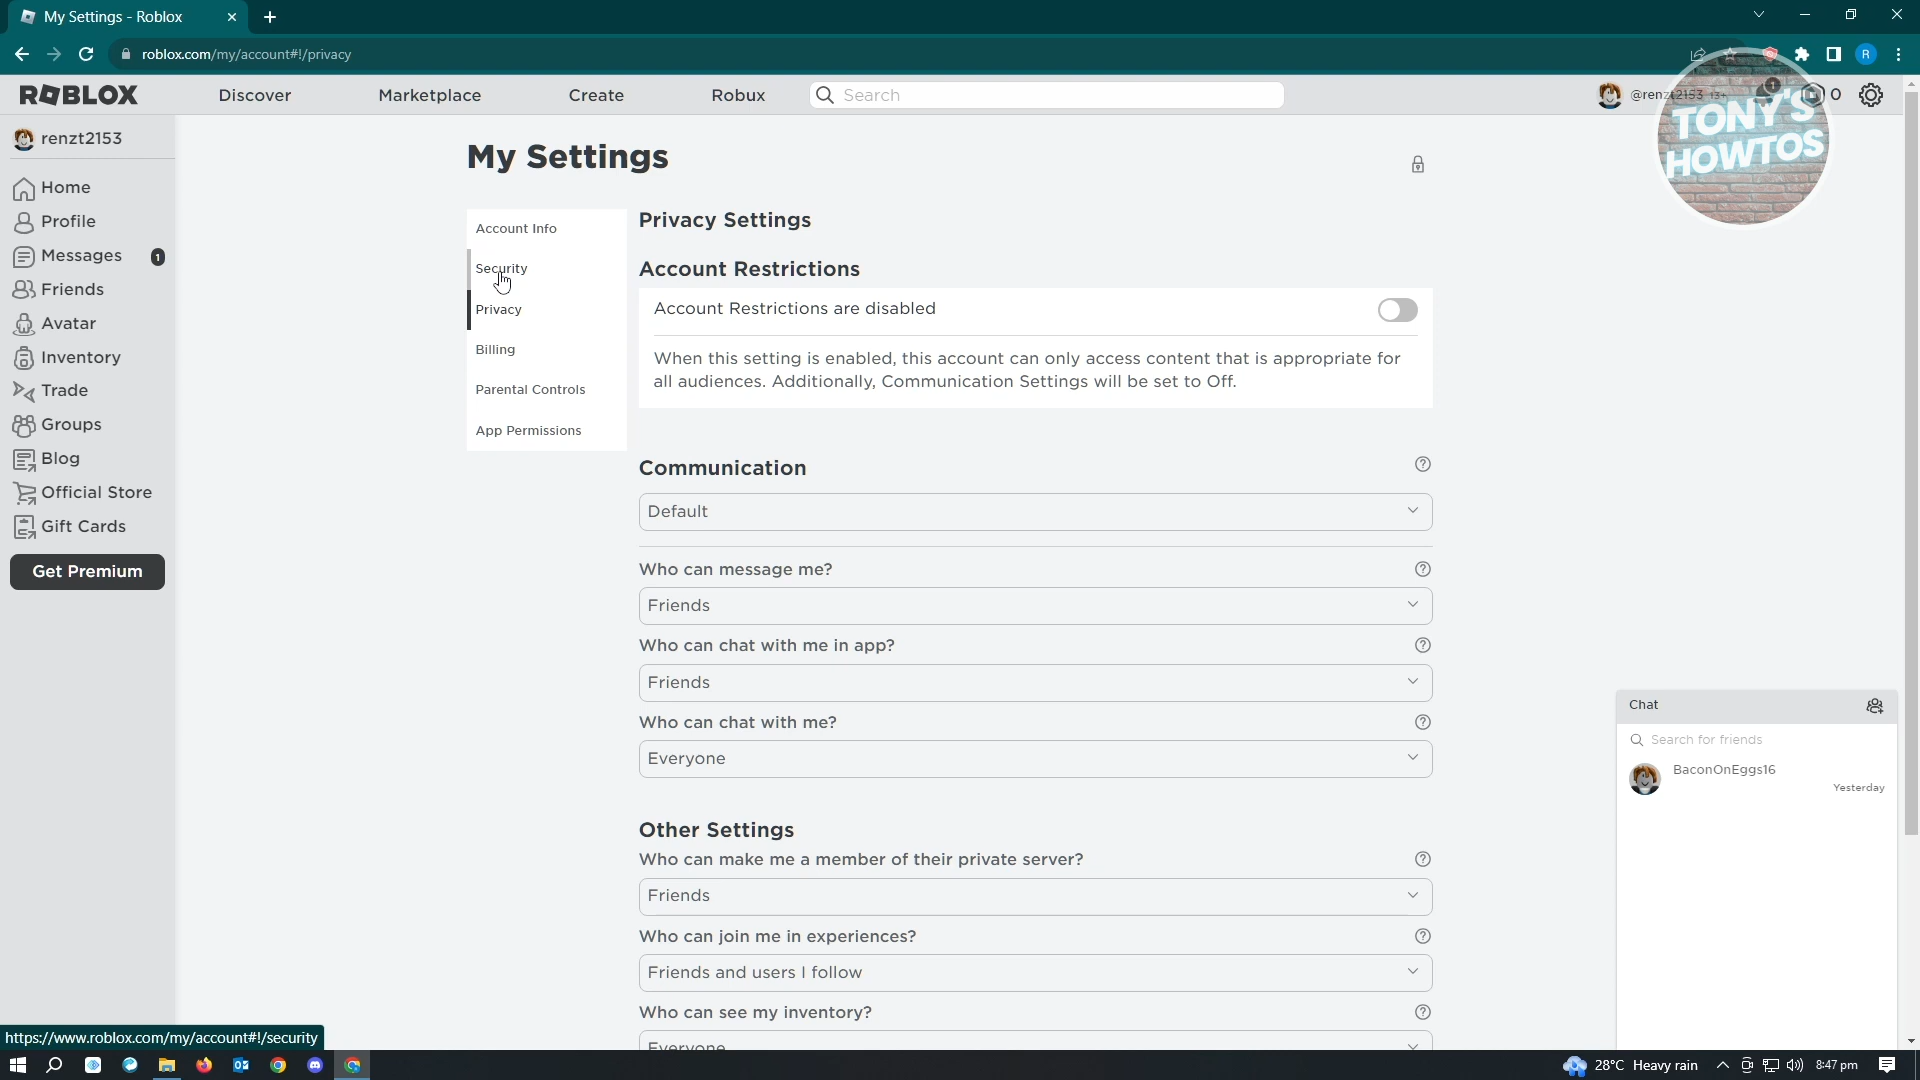 My Settings - Roblox
roblox.com/my/account#!/privacy
R
ROBLOX
Discover
Marketplace
Create
Robux
Search
@renzt2153 13+
1
0
TONY'S
HOWTOS
renzt2153
Home
Profile
Messages
1
Friends
Avatar
Inventory
Trade
Groups
Blog
Official Store
Gift Cards
Get Premium
My Settings
Account Info
Security
Privacy
Billing
Parental Controls
App Permissions
Privacy Settings
Account Restrictions
Account Restrictions are disabled
When this setting is enabled, this account can only access content that is appropriate for
all audiences. Additionally, Communication Settings will be set to Off.
Communication
Default
Who can message me?
Friends
Who can chat with me in app?
Friends
Who can chat with me?
Everyone
Other Settings
Who can make me a member of their private server?
Friends
Who can join me in experiences?
Friends and users I follow
Who can see my inventory?
Everyone
Chat
Search for friends
BaconOnEggs16
Yesterday
https://www.roblox.com/my/account#!/security
28°C Heavy rain
8:47 pm